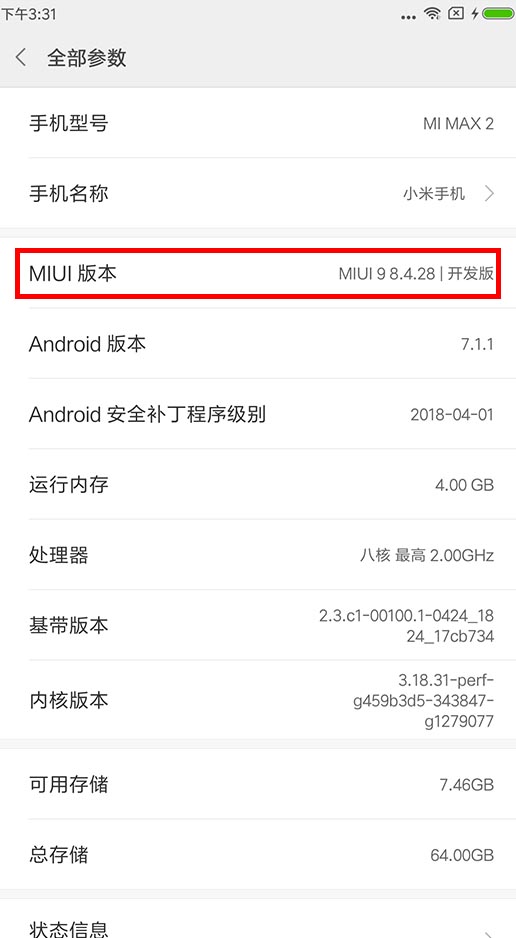 下午3:31
全部参数
手机型号 MI MAX 2
手机名称 小米手机
MIUI 版本 MIUI 9 8.4.28 | 开发版
Android 版本 7.1.1
Android 安全补丁程序级别 2018-04-01
运行内存 4.00 GB
处理器 八核 最高 2.00GHz
基带版本 2.3.c1-00100.1-0424_18
24_17cb734
内核版本 3.18.31-perf-
g459b3d5-343847-
g1279077
可用存储 7.46GB
总存储 64.00GB
状态信息